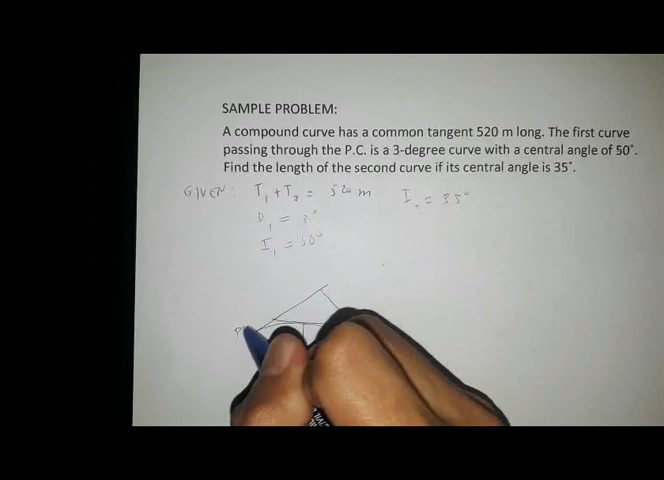 SAMPLE PROBLEM:
A compound curve has a common tangent 520 m long. The first curve
passing through the P.C. is a 3-degree curve with a central angle of 50°.
Find the length of the second curve if its central angle is 35°.
GIVEN: T₁ + T₂ = 520 m I₂ = 35°
D₁ = 3°
I₁ = 50°
P